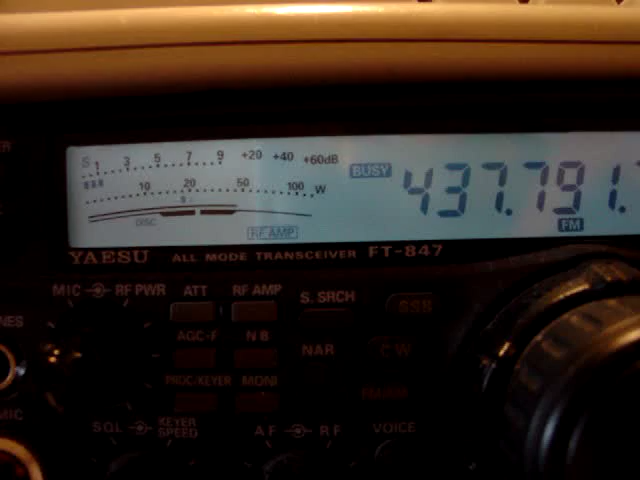 S 1 3 5 7 9 +20 +40 +60dB
BUSY 437.791.
10 20 50 100 W
DISC
RF AMP
FM
YAESU ALL MODE TRANSCEIVER FT-847
MIC RF PWR ATT RF AMP S. SRCH SSB
AGC-F NB NAR CW
PROC-KEYER MONI
MIC
SQL KEYER SPEED AF RF VOICE